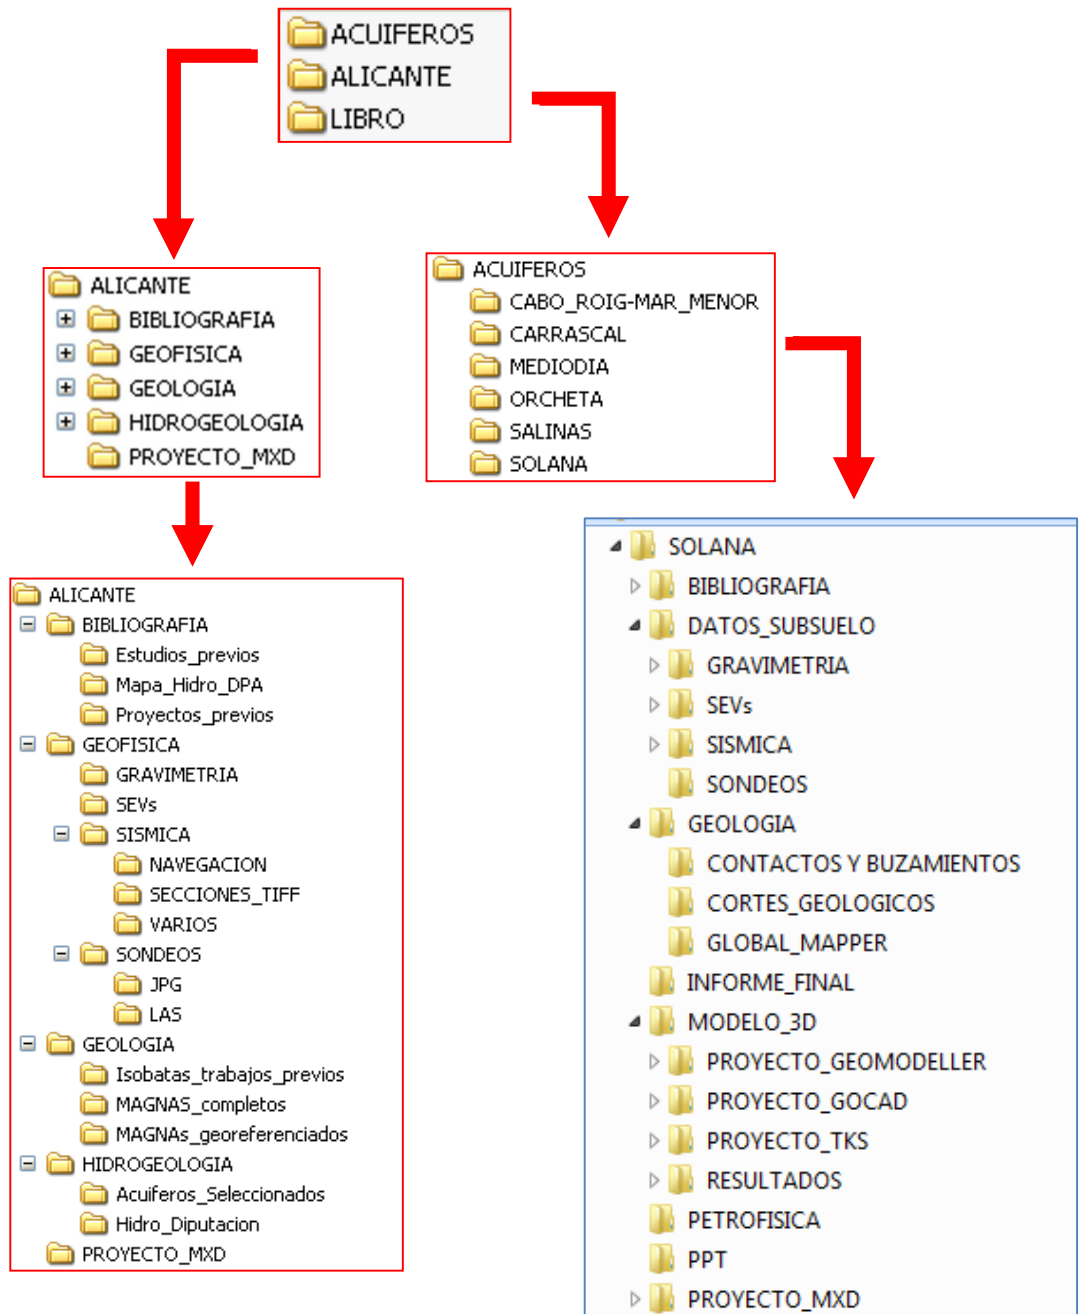 ACUIFEROS
ALICANTE
LIBRO
ALICANTE
BIBLIOGRAFIA
GEOFISICA
GEOLOGIA
HIDROGEOLOGIA
PROYECTO_MXD
ACUIFEROS
CABO_ROIG-MAR_MENOR
CARRASCAL
MEDIODIA
ORCHETA
SALINAS
SOLANA
ALICANTE
BIBLIOGRAFIA
Estudios_previos
Mapa_Hidro_DPA
Proyectos_previos
GEOFISICA
GRAVIMETRIA
SEVs
SISMICA
NAVEGACION
SECCIONES_TIFF
VARIOS
SONDEOS
JPG
LAS
GEOLOGIA
Isobatas_trabajos_previos
MAGNAS_completos
MAGNAs_georeferenciados
HIDROGEOLOGIA
Acuiferos_Seleccionados
Hidro_Diputacion
PROYECTO_MXD
SOLANA
BIBLIOGRAFIA
DATOS_SUBSUELO
GRAVIMETRIA
SEVs
SISMICA
SONDEOS
GEOLOGIA
CONTACTOS Y BUZAMIENTOS
CORTES_GEOLOGICOS
GLOBAL_MAPPER
INFORME_FINAL
MODELO_3D
PROYECTO_GEOMODELLER
PROYECTO_GOCAD
PROYECTO_TKS
RESULTADOS
PETROFISICA
PPT
PROYECTO_MXD